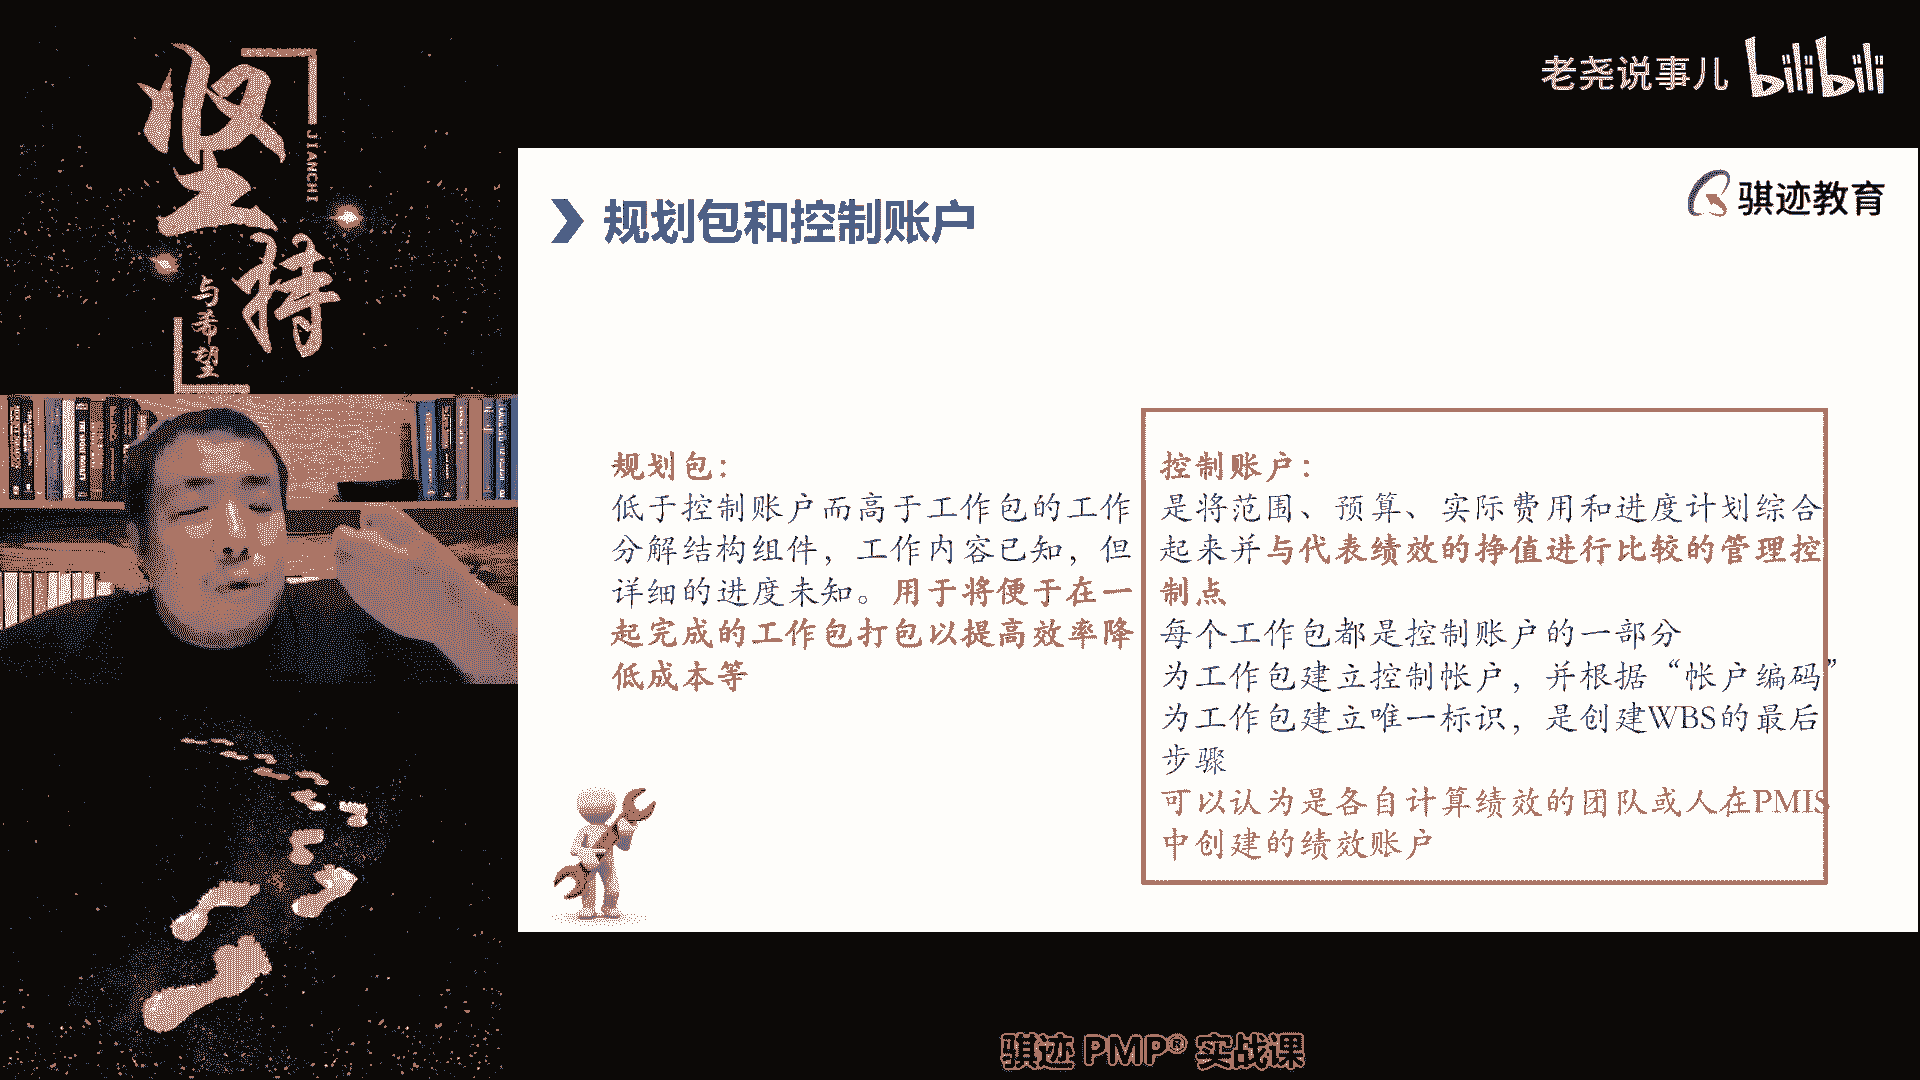 坚持
JIANCHI
与希望
老尧说事儿 bilibili
骐迹教育
规划包和控制账户
规划包：
低于控制账户而高于工作包的工作
分解结构组件，工作内容已知，但
详细的进度未知。用于将便于在一
起完成的工作包打包以提高效率降
低成本等
控制账户：
是将范围、预算、实际费用和进度计划综合
起来并与代表绩效的挣值进行比较的管理控
制点
每个工作包都是控制账户的一部分
为工作包建立控制帐户，并根据“帐户编码”
为工作包建立唯一标识，是创建WBS的最后
步骤
可以认为是各自计算绩效的团队或人在PMIS
中创建的绩效账户
骐迹 PMP® 实战课